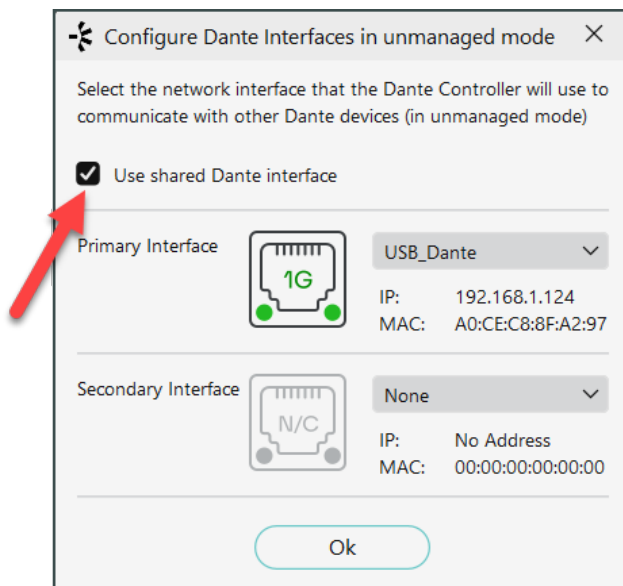 Configure Dante Interfaces in unmanaged mode
Select the network interface that the Dante Controller will use to
communicate with other Dante devices (in unmanaged mode)
Use shared Dante interface
Primary Interface
1G
USB_Dante
IP: 192.168.1.124
MAC: A0:CE:C8:8F:A2:97
Secondary Interface
N/C
None
IP: No Address
MAC: 00:00:00:00:00:00
Ok